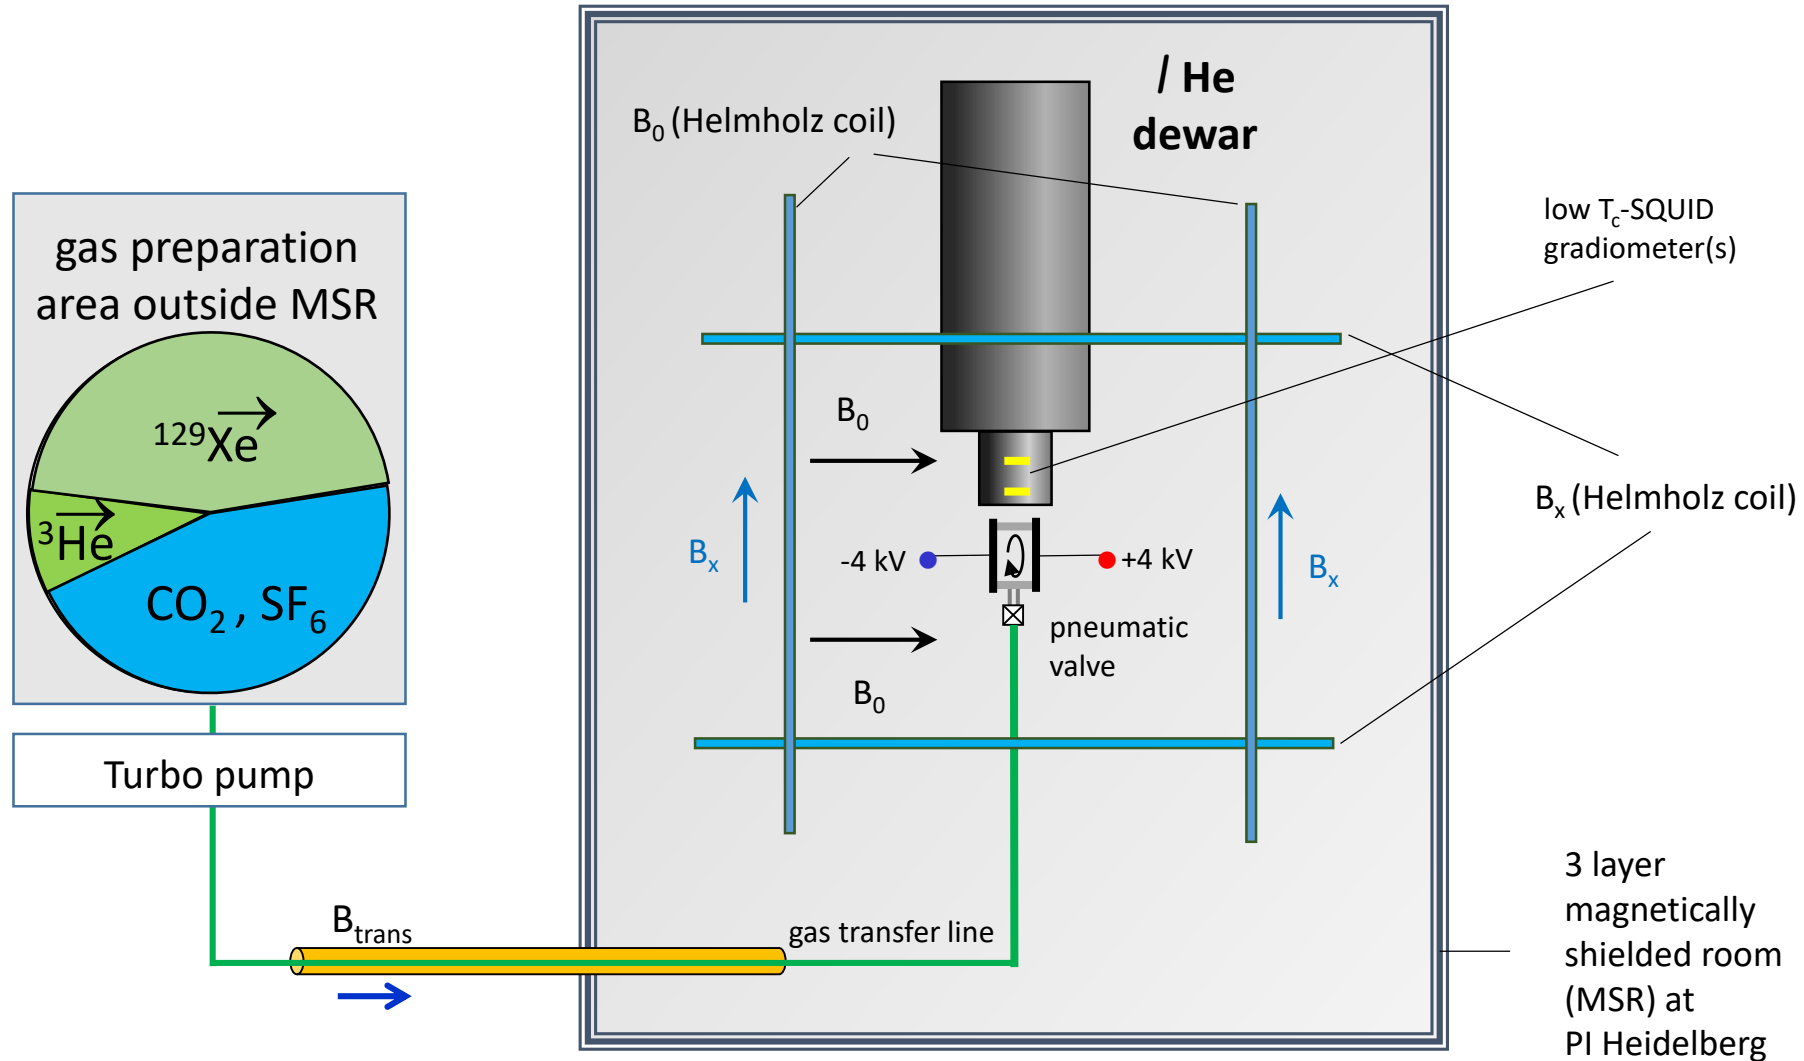 l He
dewar
B₀ (Helmholz coil)
low T꜀-SQUID
gradiometer(s)
gas preparation
area outside MSR
¹²⁹Xe
³He
CO₂ , SF₆
B₀
Bₓ
-4 kV
+4 kV
Bₓ
Bₓ (Helmholz coil)
pneumatic
valve
B₀
Turbo pump
B_trans
gas transfer line
3 layer
magnetically
shielded room
(MSR) at
PI Heidelberg